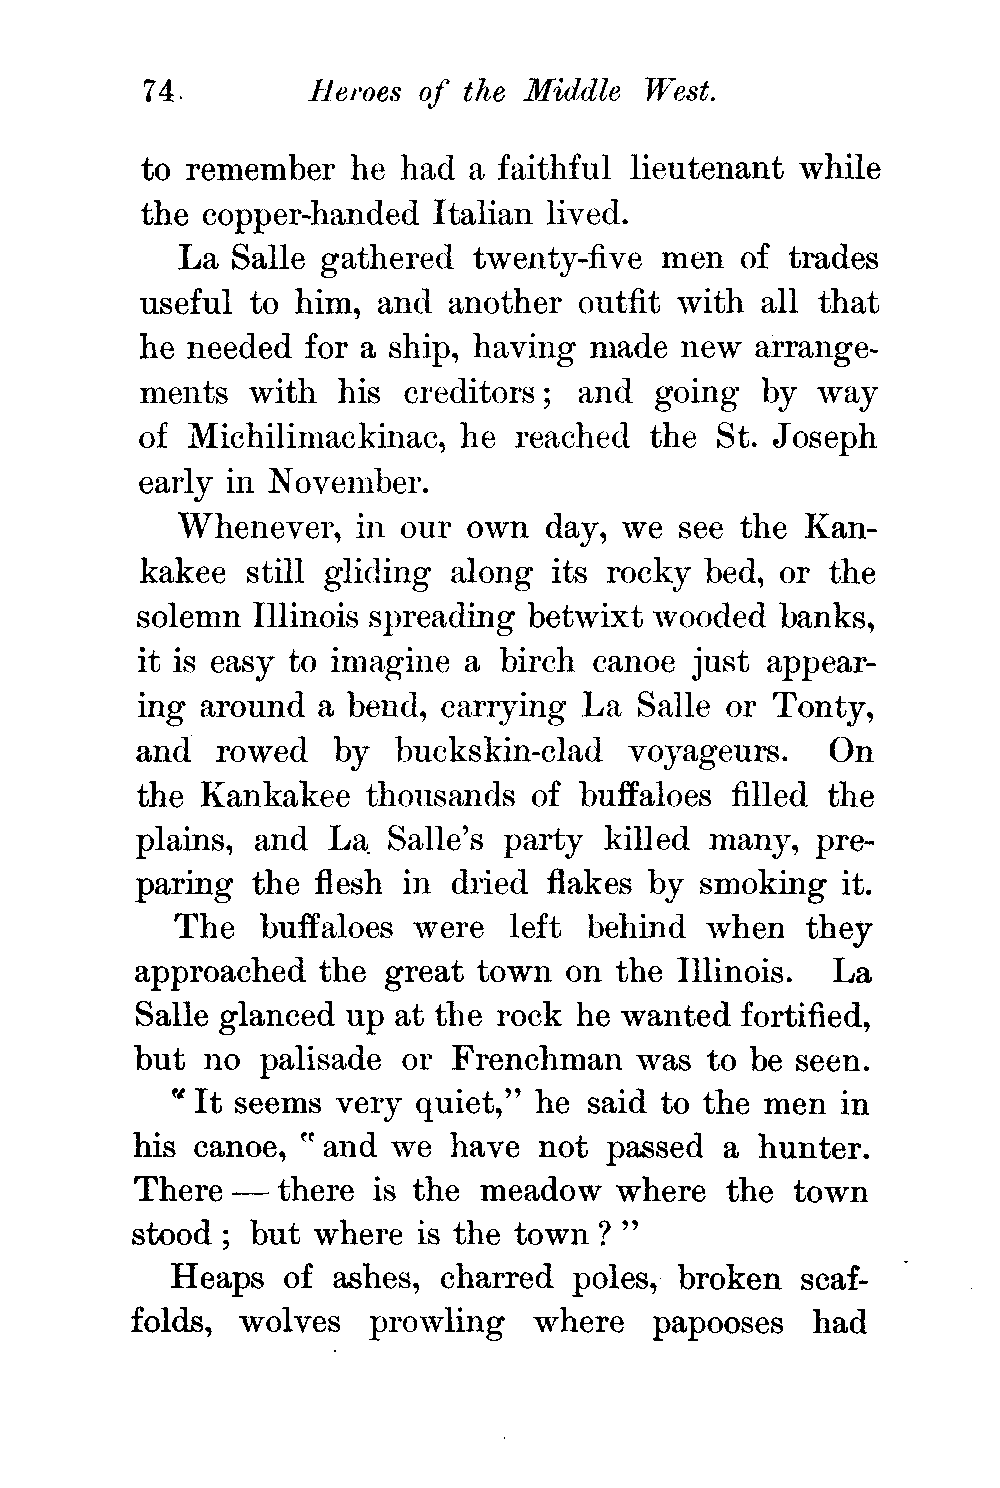 74. Heroes of the Middle West.
to remember he had a faithful lieutenant while
the copper-handed Italian lived.
La Salle gathered twenty-five men of trades
useful to him, and another outfit with all that
he needed for a ship, having made new arrange-
ments with his creditors; and going by way
of Michilimackinac, he reached the St. Joseph
early in November.
Whenever, in our own day, we see the Kan-
kakee still gliding along its rocky bed, or the
solemn Illinois spreading betwixt wooded banks,
it is easy to imagine a birch canoe just appear-
ing around a bend, carrying La Salle or Tonty,
and rowed by buckskin-clad voyageurs. On
the Kankakee thousands of buffaloes filled the
plains, and La Salle's party killed many, pre-
paring the flesh in dried flakes by smoking it.
The buffaloes were left behind when they
approached the great town on the Illinois. La
Salle glanced up at the rock he wanted fortified,
but no palisade or Frenchman was to be seen.
"It seems very quiet," he said to the men in
his canoe, "and we have not passed a hunter.
There — there is the meadow where the town
stood; but where is the town?"
Heaps of ashes, charred poles, broken scaf-
folds, wolves prowling where papooses had